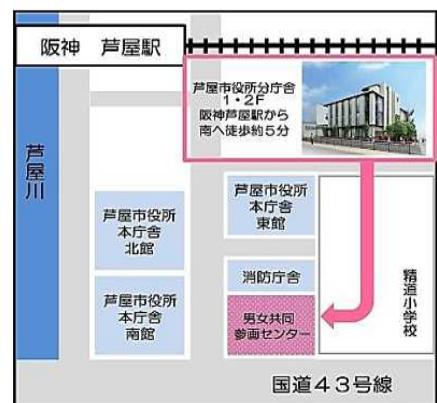 阪神 芦屋駅
芦屋市役所分庁舎
1・2F
阪神芦屋駅から
南へ徒歩約5分
芦屋川
芦屋市役所
本庁舎
北館
芦屋市役所
本庁舎
東館
消防庁舎
芦屋市役所
本庁舎
南館
男女共同
参画センター
精道小学校
国道43号線